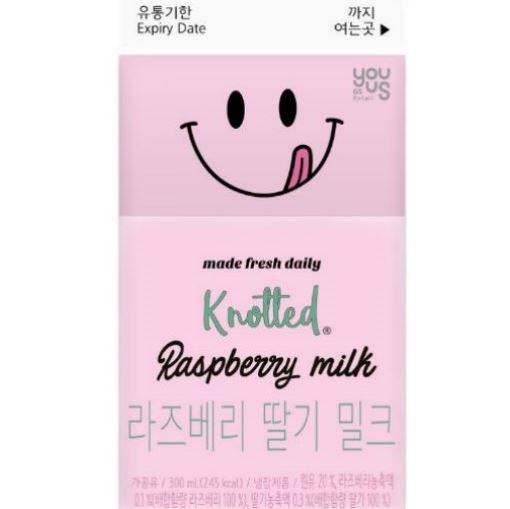 유통기한
까지
Expiry Date
여는곳 ▶
you
us
GS Retail
made fresh daily
Knotted®
Raspberry milk
라즈베리 딸기 밀크
가공유 / 300 mL(245 kcal) / 냉장제품 / 원유 20 %, 라즈베리농축액
0.1 %(배합함량 라즈베리 100 %), 딸기농축액 0.3 %(배합함량 딸기 100 %)